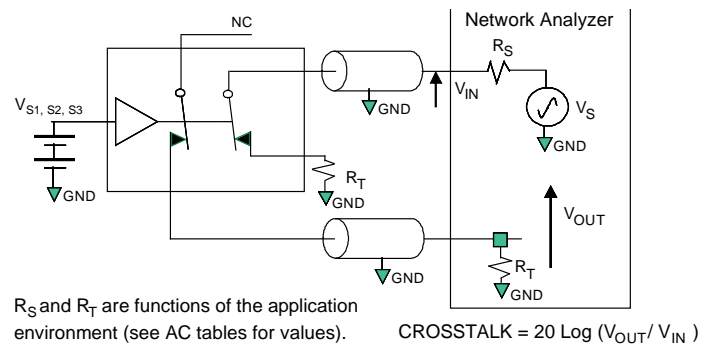 Network Analyzer
NC
R_S
V_IN
V_S
GND
GND
V_S1, S2, S3
GND
R_T
GND
V_OUT
R_T
GND
GND
R_S and R_T are functions of the application
environment (see AC tables for values).
CROSSTALK = 20 Log (V_OUT/ V_IN )